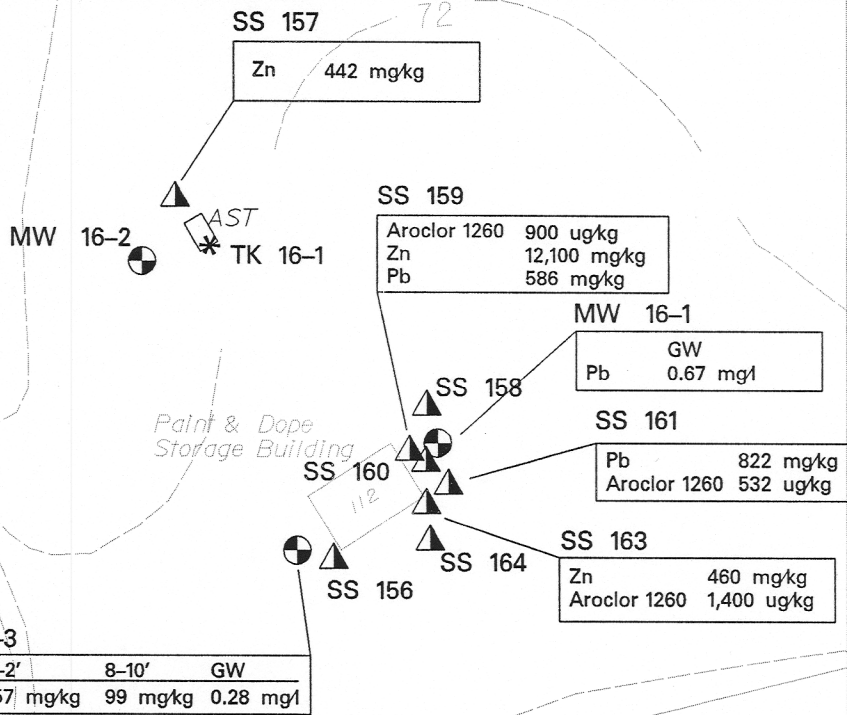 72
SS 157
Zn 442 mg/kg
AST
MW 16-2
TK 16-1
SS 159
Aroclor 1260 900 ug/kg
Zn 12,100 mg/kg
Pb 586 mg/kg
MW 16-1
GW
Pb 0.67 mg/l
SS 158
Paint & Dope
Storage Building
SS 161
Pb 822 mg/kg
Aroclor 1260 532 ug/kg
SS 160
112
SS 163
Zn 460 mg/kg
Aroclor 1260 1,400 ug/kg
SS 164
SS 156
-3
-2' 8-10' GW
57 mg/kg 99 mg/kg 0.28 mg/l